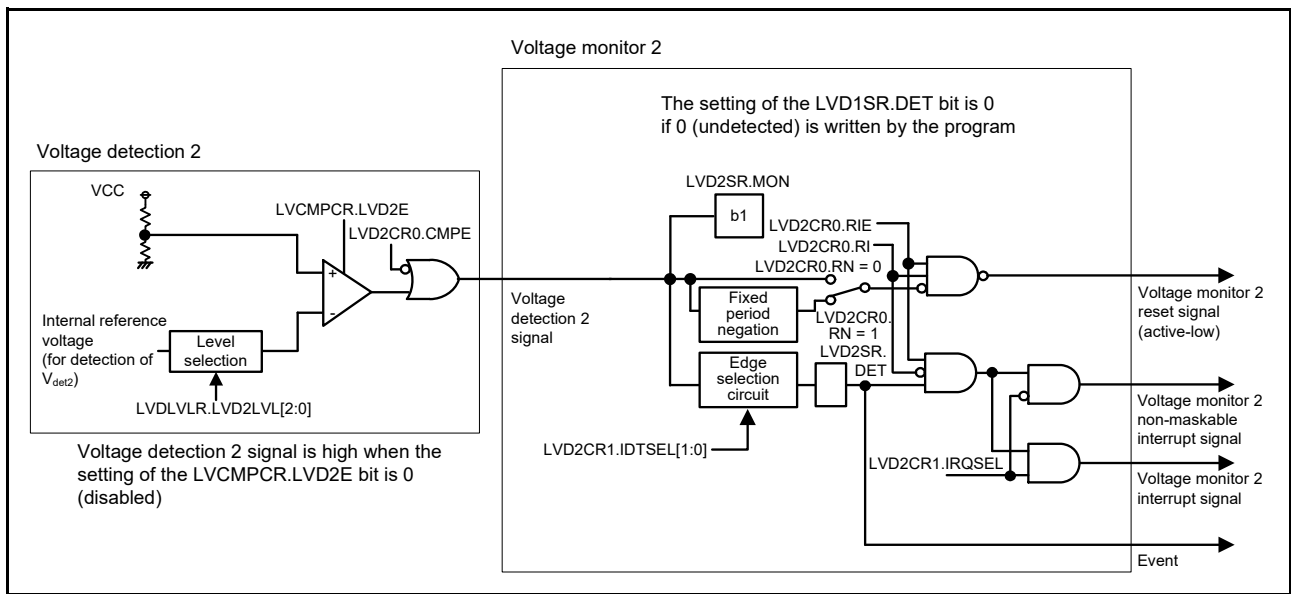 Voltage monitor 2
The setting of the LVD1SR.DET bit is 0
if 0 (undetected) is written by the program
Voltage detection 2
VCC
LVCMPCR.LVD2E
LVD2CR0.CMPE
+
-
Internal reference
voltage
(for detection of
Vdet2)
Level
selection
LVDLVLR.LVD2LVL[2:0]
Voltage detection 2 signal is high when the
setting of the LVCMPCR.LVD2E bit is 0
(disabled)
Voltage
detection 2
signal
LVD2SR.MON
b1
LVD2CR0.RIE
LVD2CR0.RI
LVD2CR0.RN = 0
Fixed
period
negation
LVD2CR0.
RN = 1
LVD2SR.
DET
Edge
selection
circuit
LVD2CR1.IDTSEL[1:0]
LVD2CR1.IRQSEL
Voltage monitor 2
reset signal
(active-low)
Voltage monitor 2
non-maskable
interrupt signal
Voltage monitor 2
interrupt signal
Event